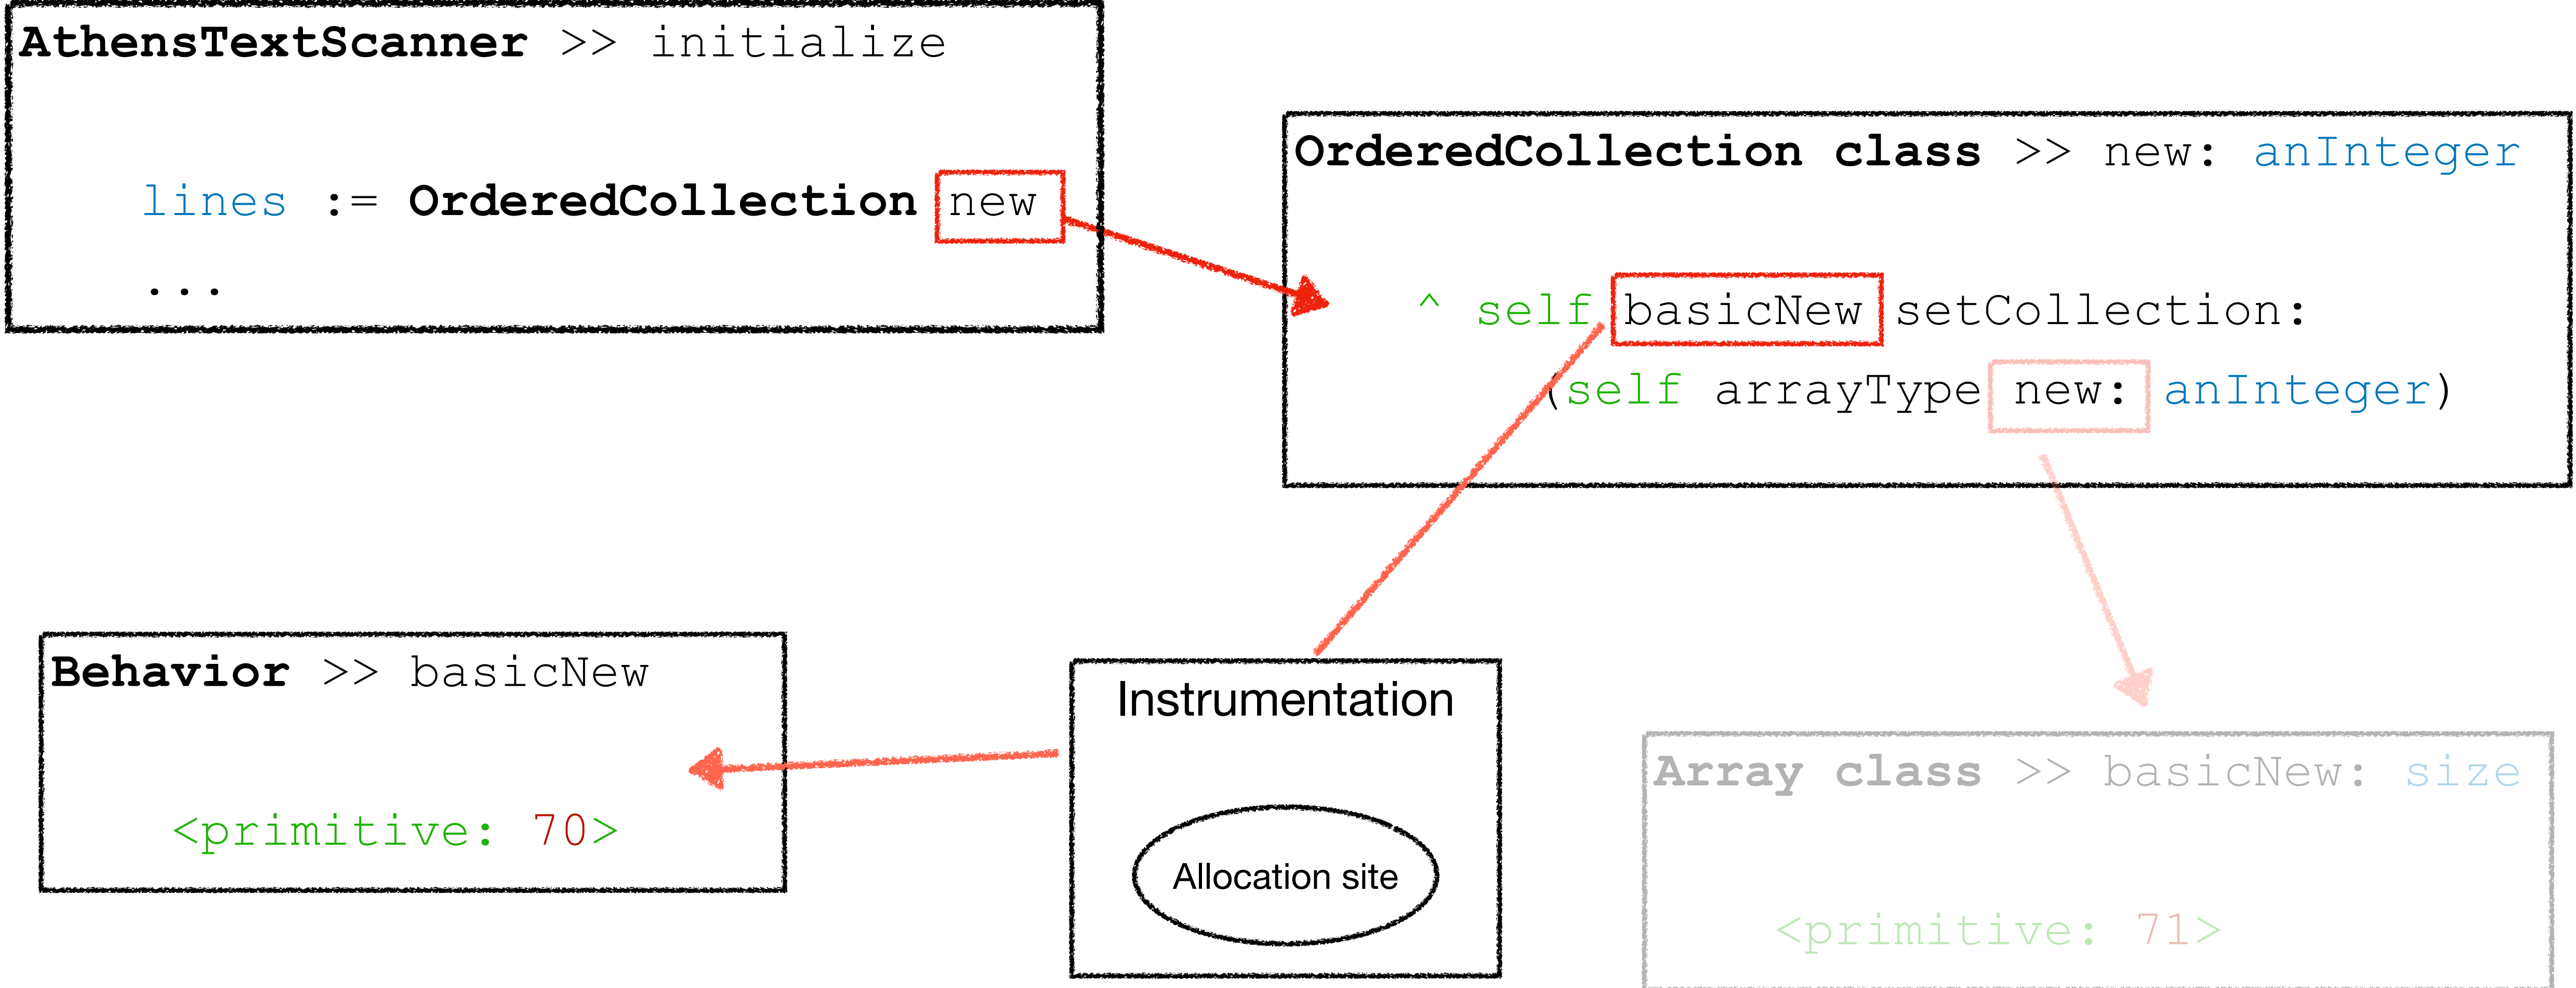 AthensTextScanner >> initialize
lines := OrderedCollection new
...
OrderedCollection class >> new: anInteger
^ self basicNew setCollection:
(self arrayType new: anInteger)
Behavior >> basicNew
<primitive: 70>
Instrumentation
Allocation site
Array class >> basicNew: size
<primitive: 71>